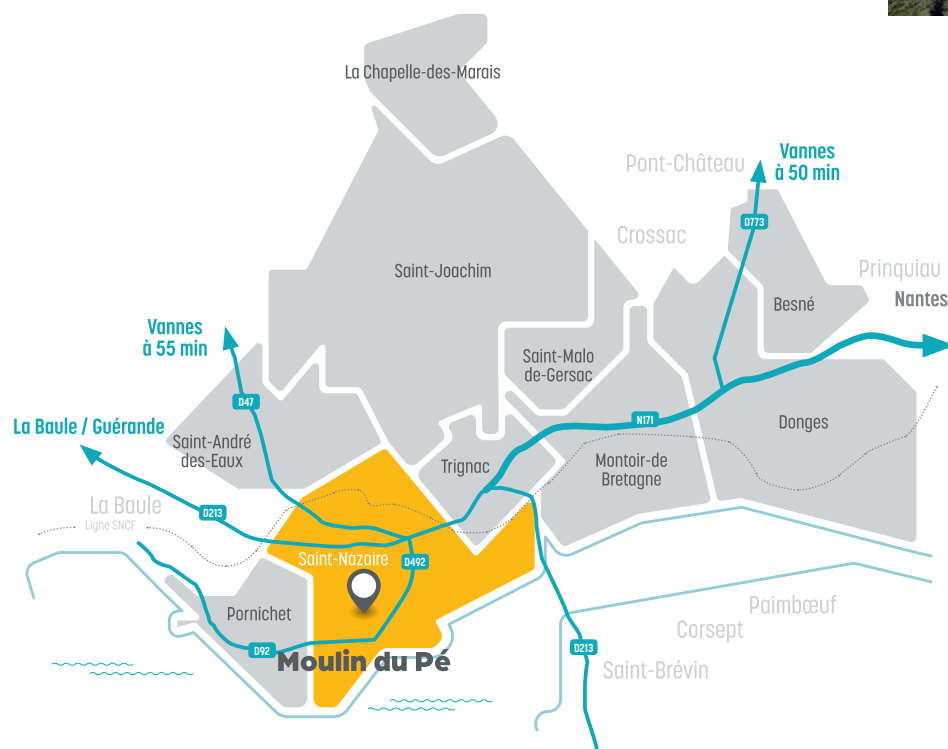 La Chapelle-des-Marais
Pont-Château
Vannes
à 50 min
D773
Crossac
Prinquiau
Saint-Joachim
Nantes
Besné
Vannes
à 55 min
Saint-Malo
de-Gersac
D47
N171
La Baule / Guérande
Donges
Saint-André
des-Eaux
Trignac
Montoir-de
Bretagne
La Baule
D213
Ligne SNCF
Saint-Nazaire
D492
Pornichet
Paimbœuf
Corsept
D92
D213
Moulin du Pé
Saint-Brévin